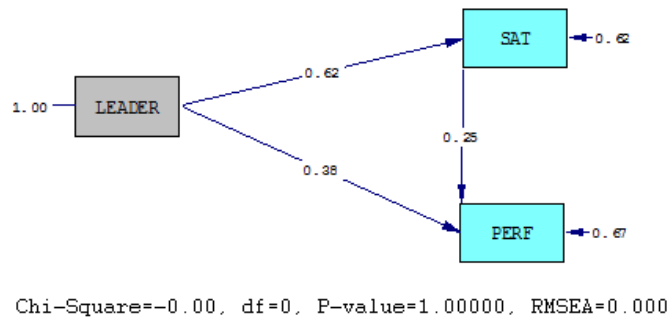 SAT
0.62
0.62
1.00
LEADER
0.25
0.38
PERF
0.67
Chi-Square=-0.00, df=0, P-value=1.00000, RMSEA=0.000